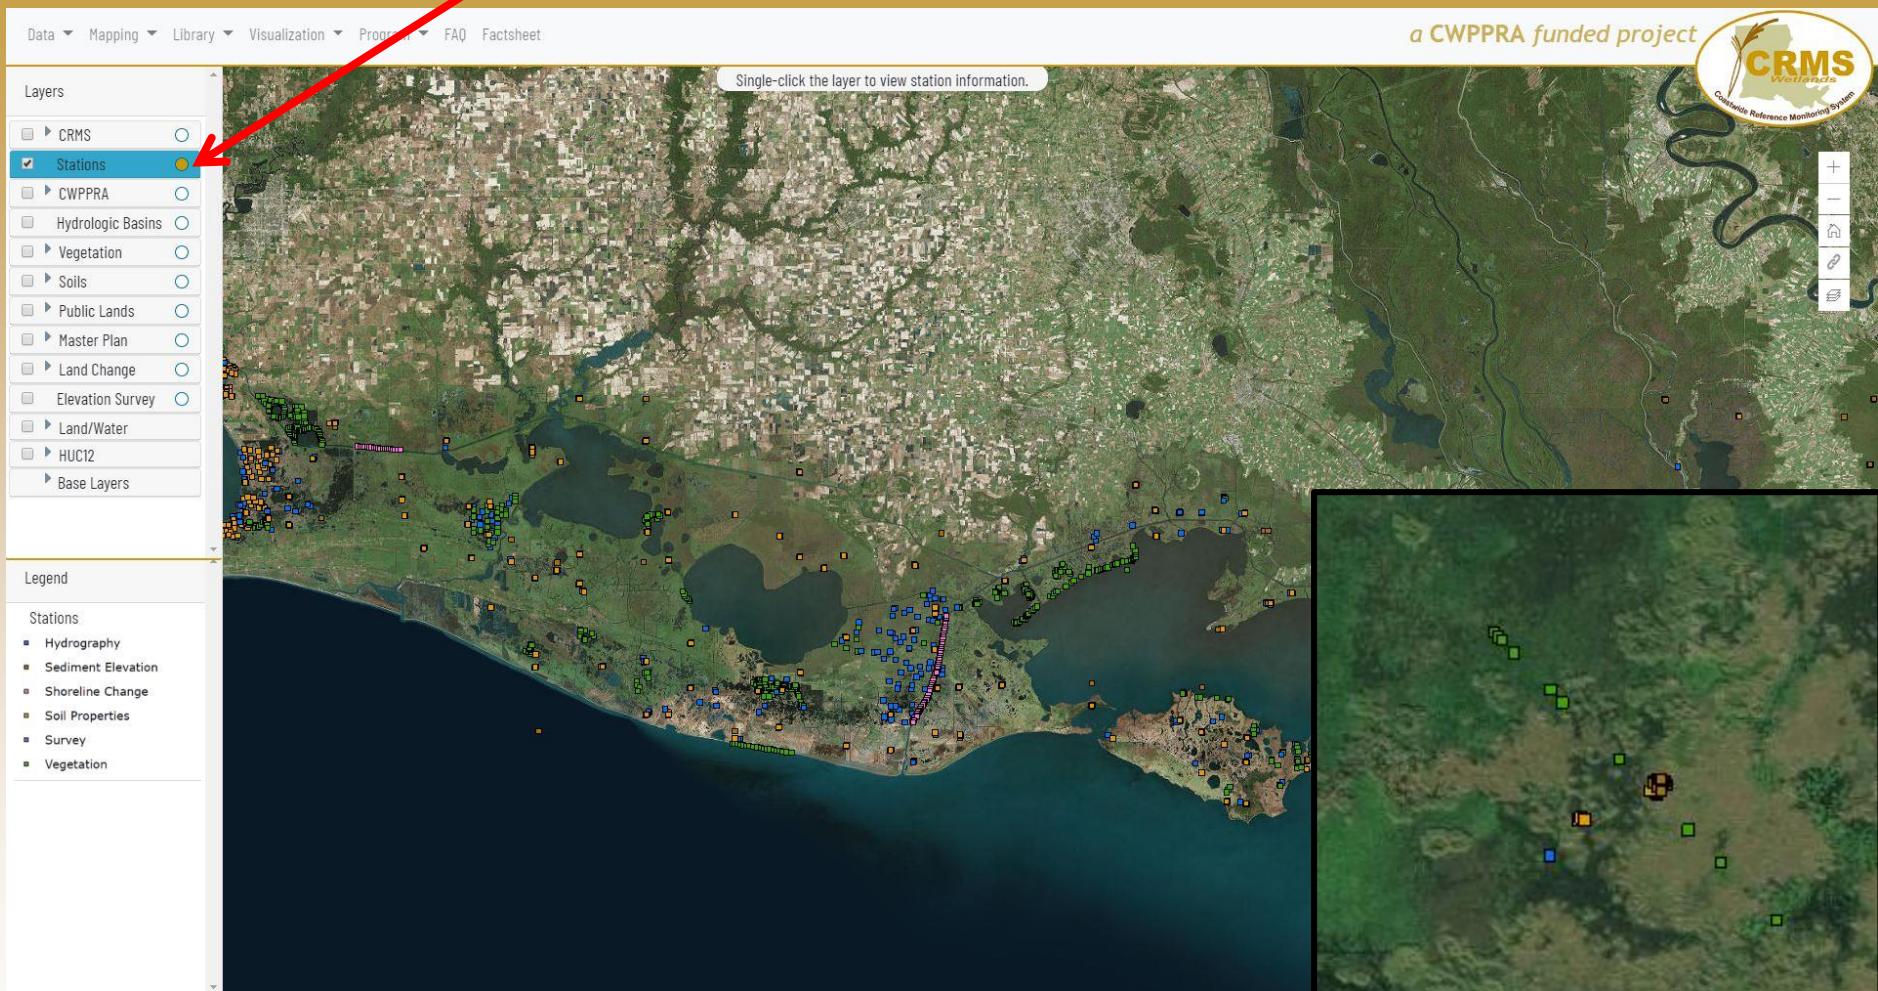 Data Mapping Library Visualization Program FAQ Factsheet
a CWPPRA funded project
CRMS
Wetlands
Coastwide Reference Monitoring System
Single-click the layer to view station information.
Layers
CRMS
Stations
CWPPRA
Hydrologic Basins
Vegetation
Soils
Public Lands
Master Plan
Land Change
Elevation Survey
Land/Water
HUC12
Base Layers
Legend
Stations
Hydrography
Sediment Elevation
Shoreline Change
Soil Properties
Survey
Vegetation